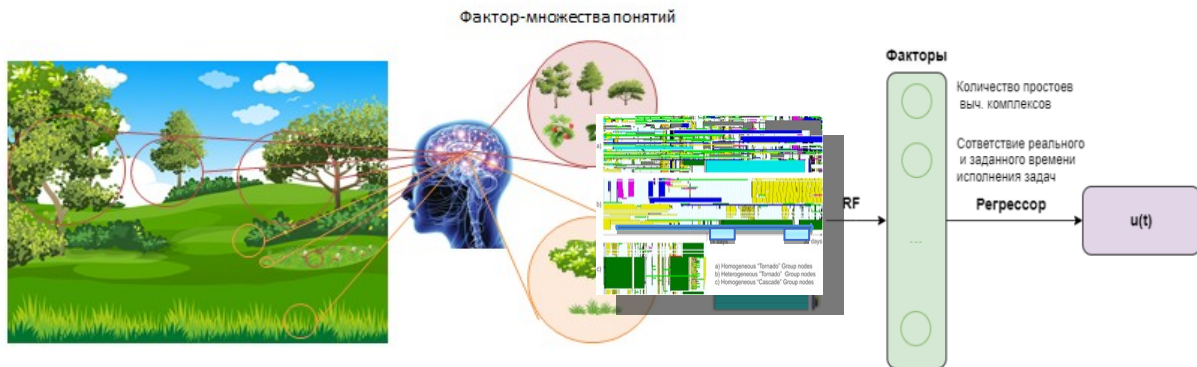 Фактор-множества понятий
Факторы
Количество простоев
выч. комплексов
Сответствие реального
и заданного времени
исполнения задач
RF
Регрессор
u(t)
...
a)
b)
c)
days
days
a) Homogeneous "Tornado" Group nodes
b) Heterogeneous "Tornado" Group nodes
c) Homogeneous "Cascade" Group nodes